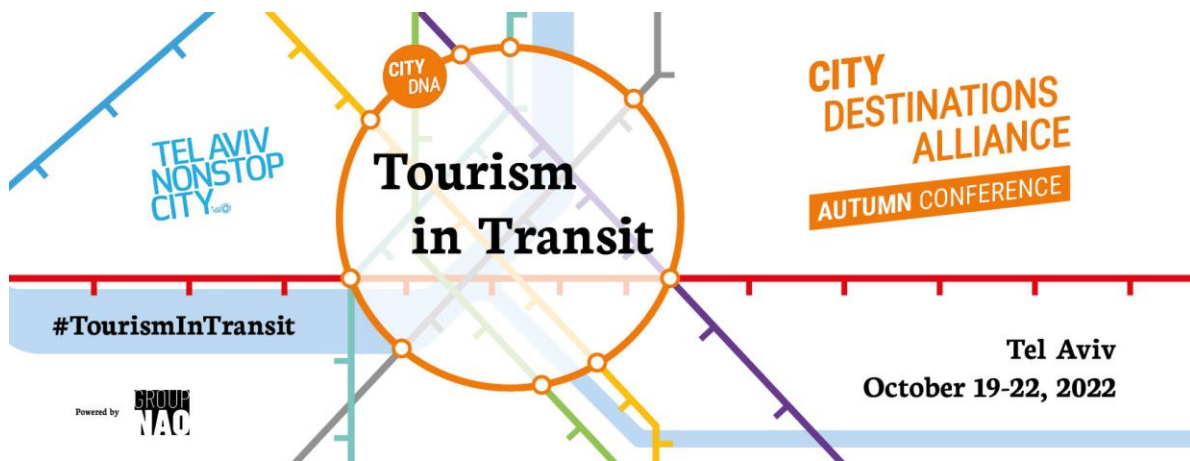 CITY
DNA
TEL AVIV
NONSTOP
CITY
Tourism
in Transit
CITY
DESTINATIONS
ALLIANCE
AUTUMN CONFERENCE
#TourismInTransit
Tel Aviv
October 19-22, 2022
Powered by
GROUP
NAO